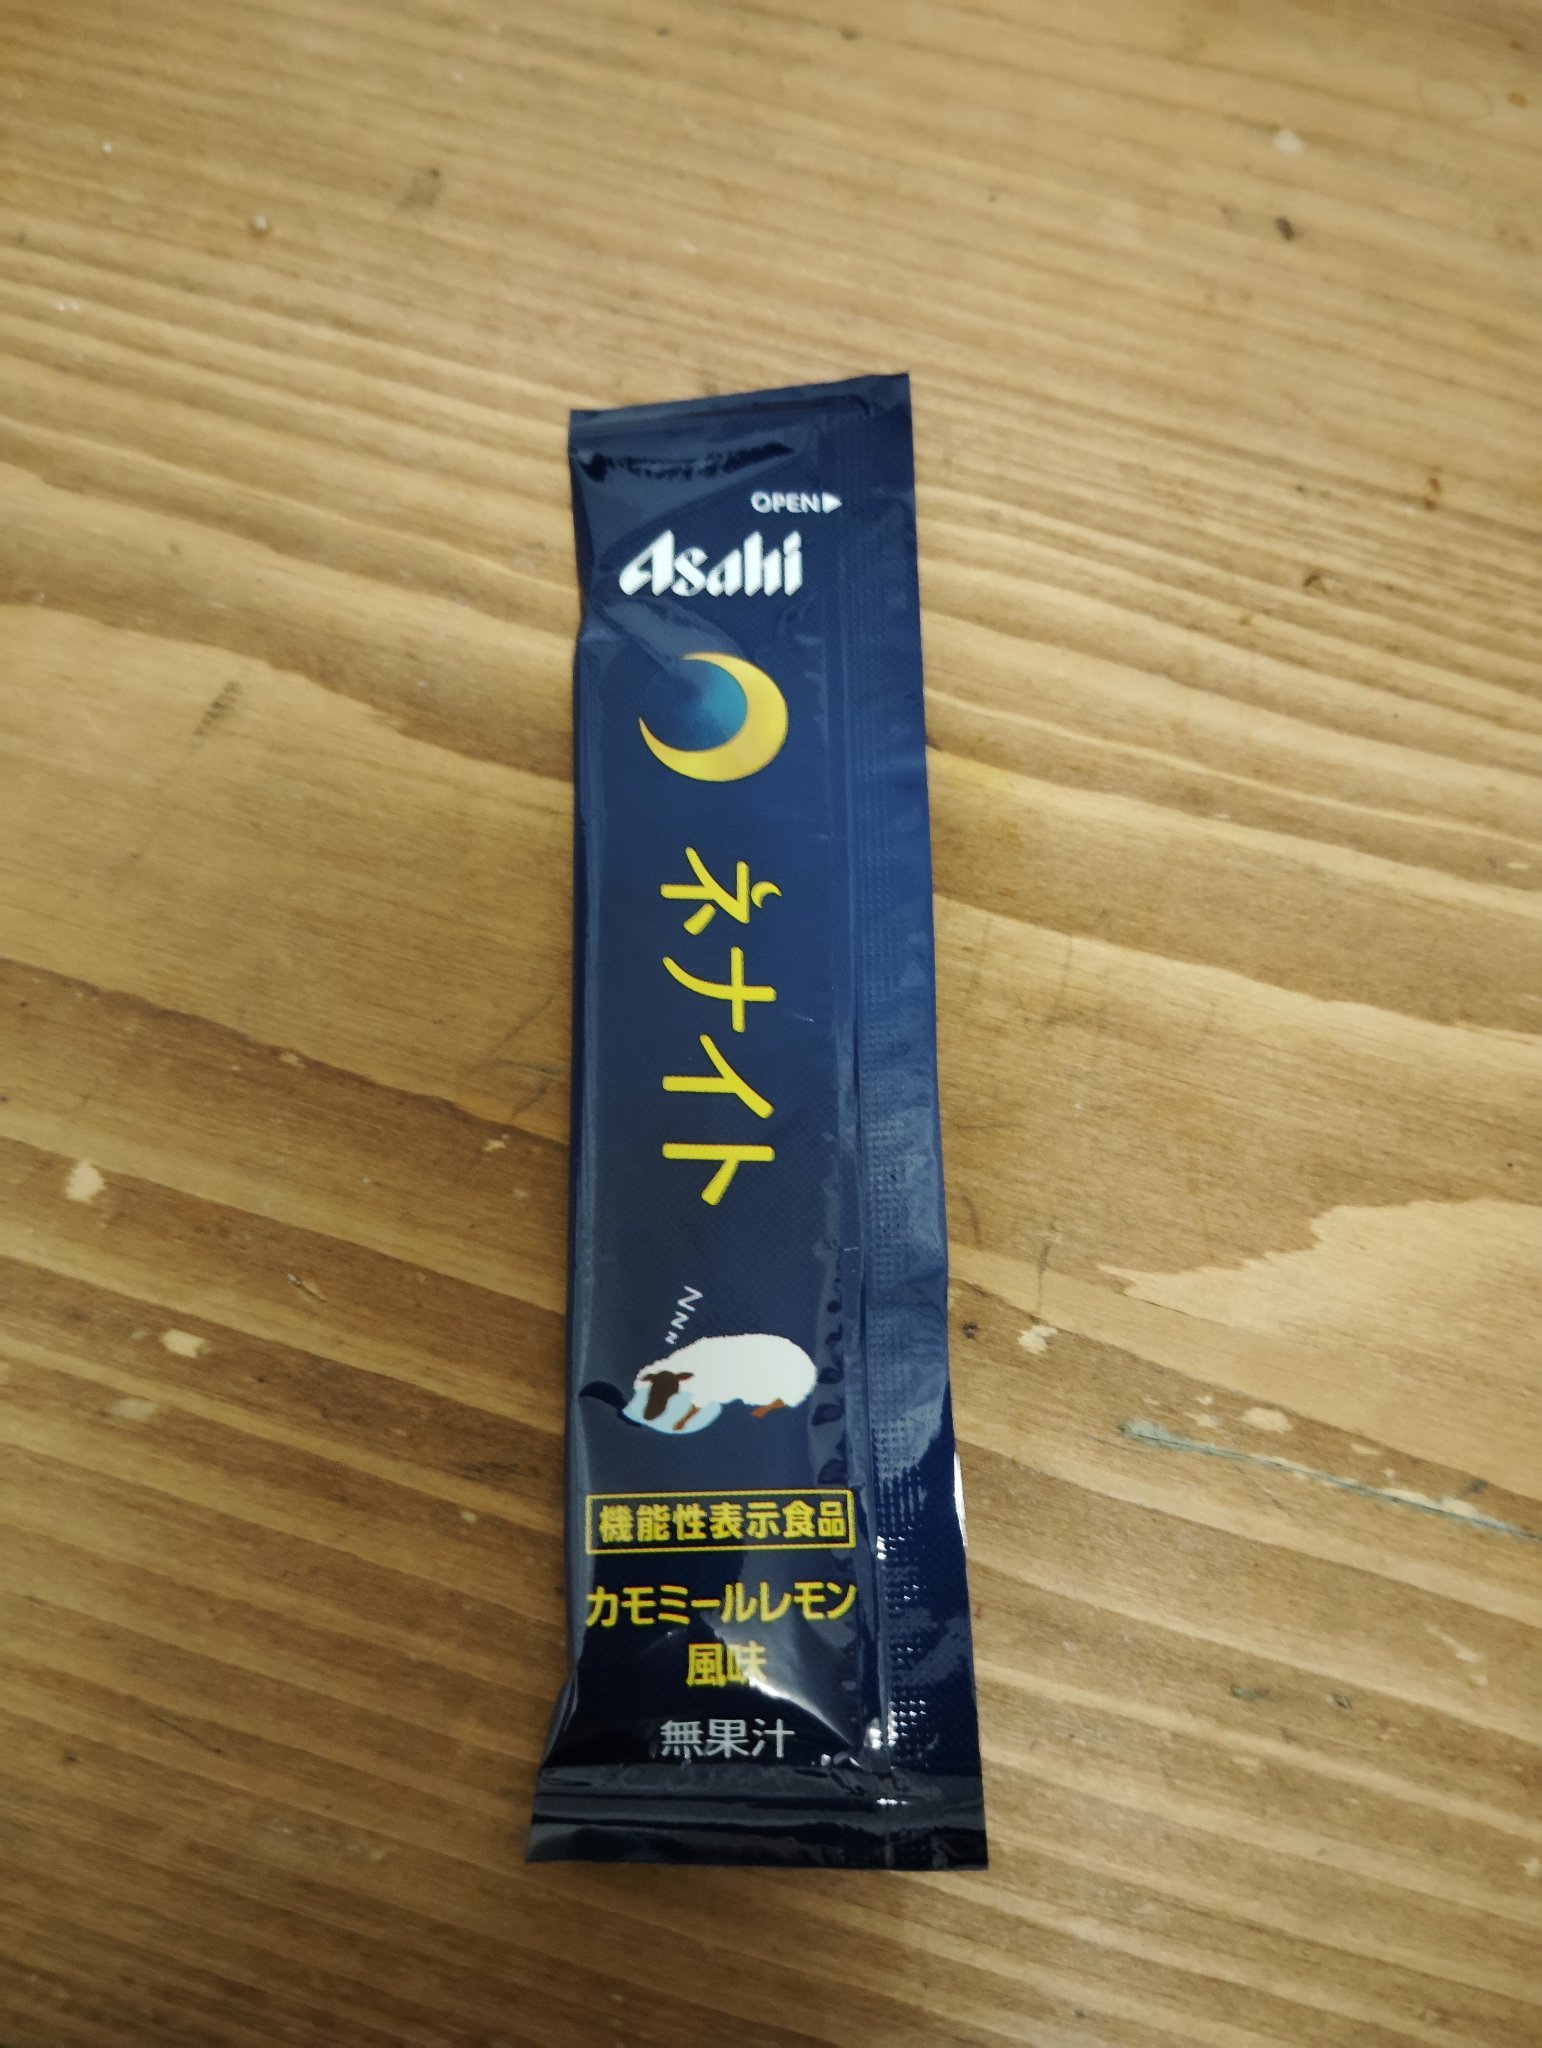 OPEN▶
Asahi
ネナイト
zzzz
機能性表示食品
カモミールレモン
風味
無果汁